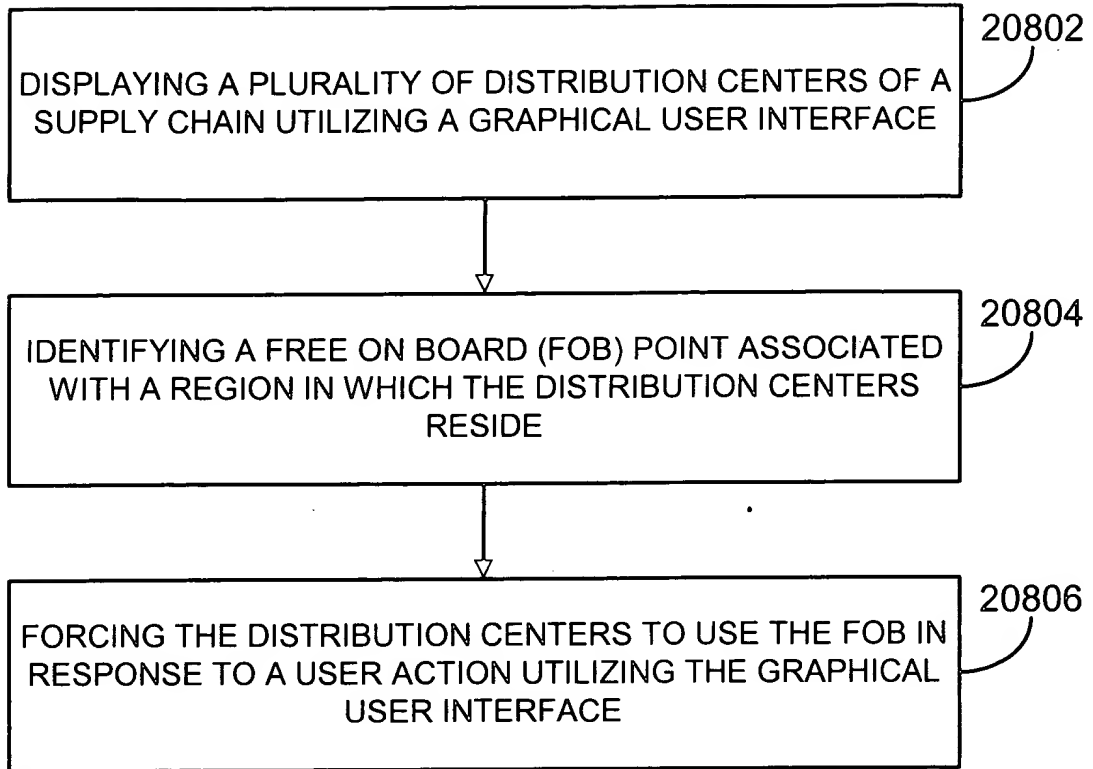 20802
DISPLAYING A PLURALITY OF DISTRIBUTION CENTERS OF A
SUPPLY CHAIN UTILIZING A GRAPHICAL USER INTERFACE
20804
IDENTIFYING A FREE ON BOARD (FOB) POINT ASSOCIATED
WITH A REGION IN WHICH THE DISTRIBUTION CENTERS
RESIDE
20806
FORCING THE DISTRIBUTION CENTERS TO USE THE FOB IN
RESPONSE TO A USER ACTION UTILIZING THE GRAPHICAL
USER INTERFACE